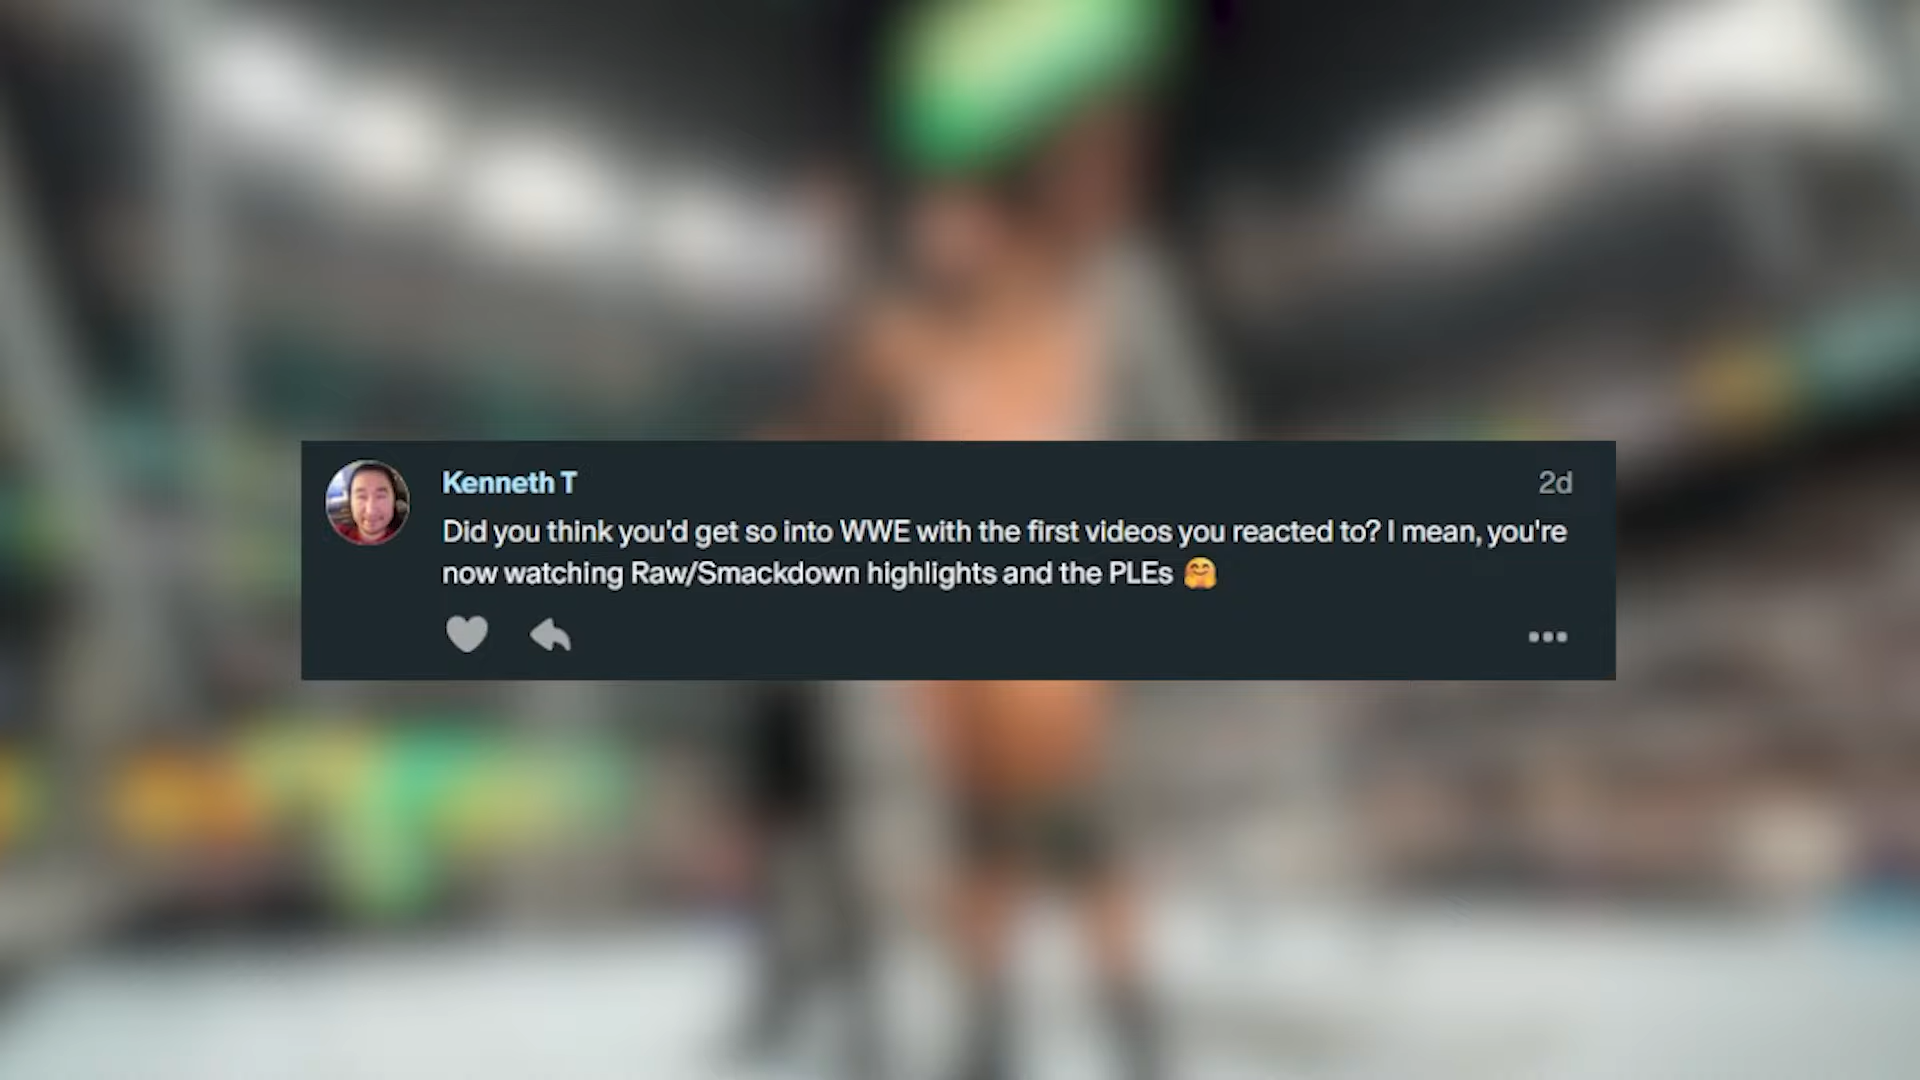 Kenneth T
2d
Did you think you'd get so into WWE with the first videos you reacted to? I mean, you're
now watching Raw/Smackdown highlights and the PLEs 🤗